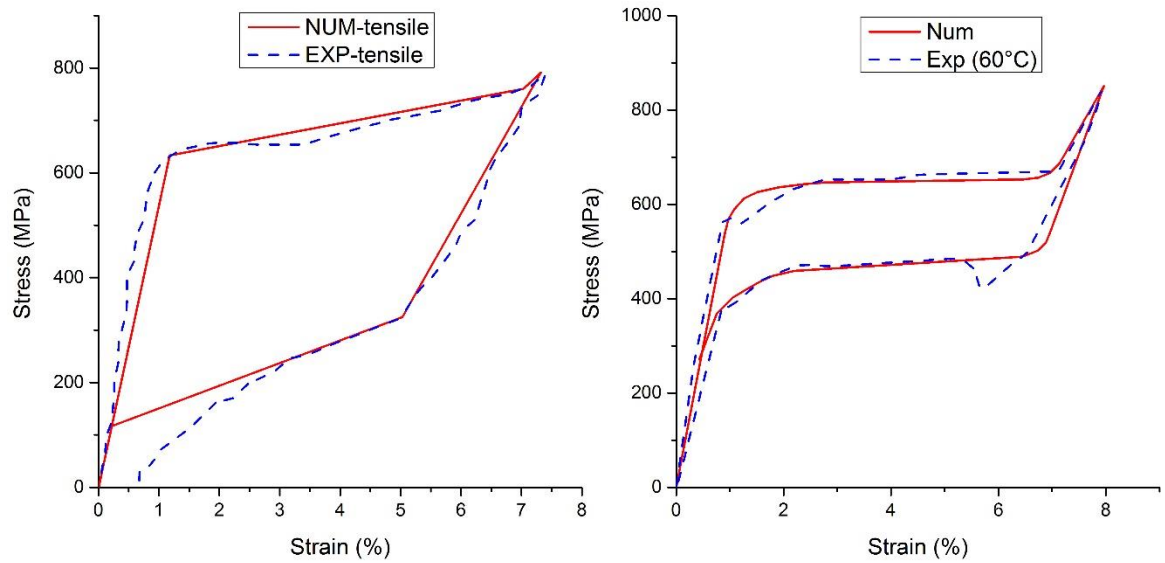 NUM-tensile
EXP-tensile
800
600
400
200
0
0 1 2 3 4 5 6 7 8
Stress (MPa)
Strain (%)
Num
Exp (60°C)
1000
800
600
400
200
0
0 2 4 6 8
Stress (MPa)
Strain (%)